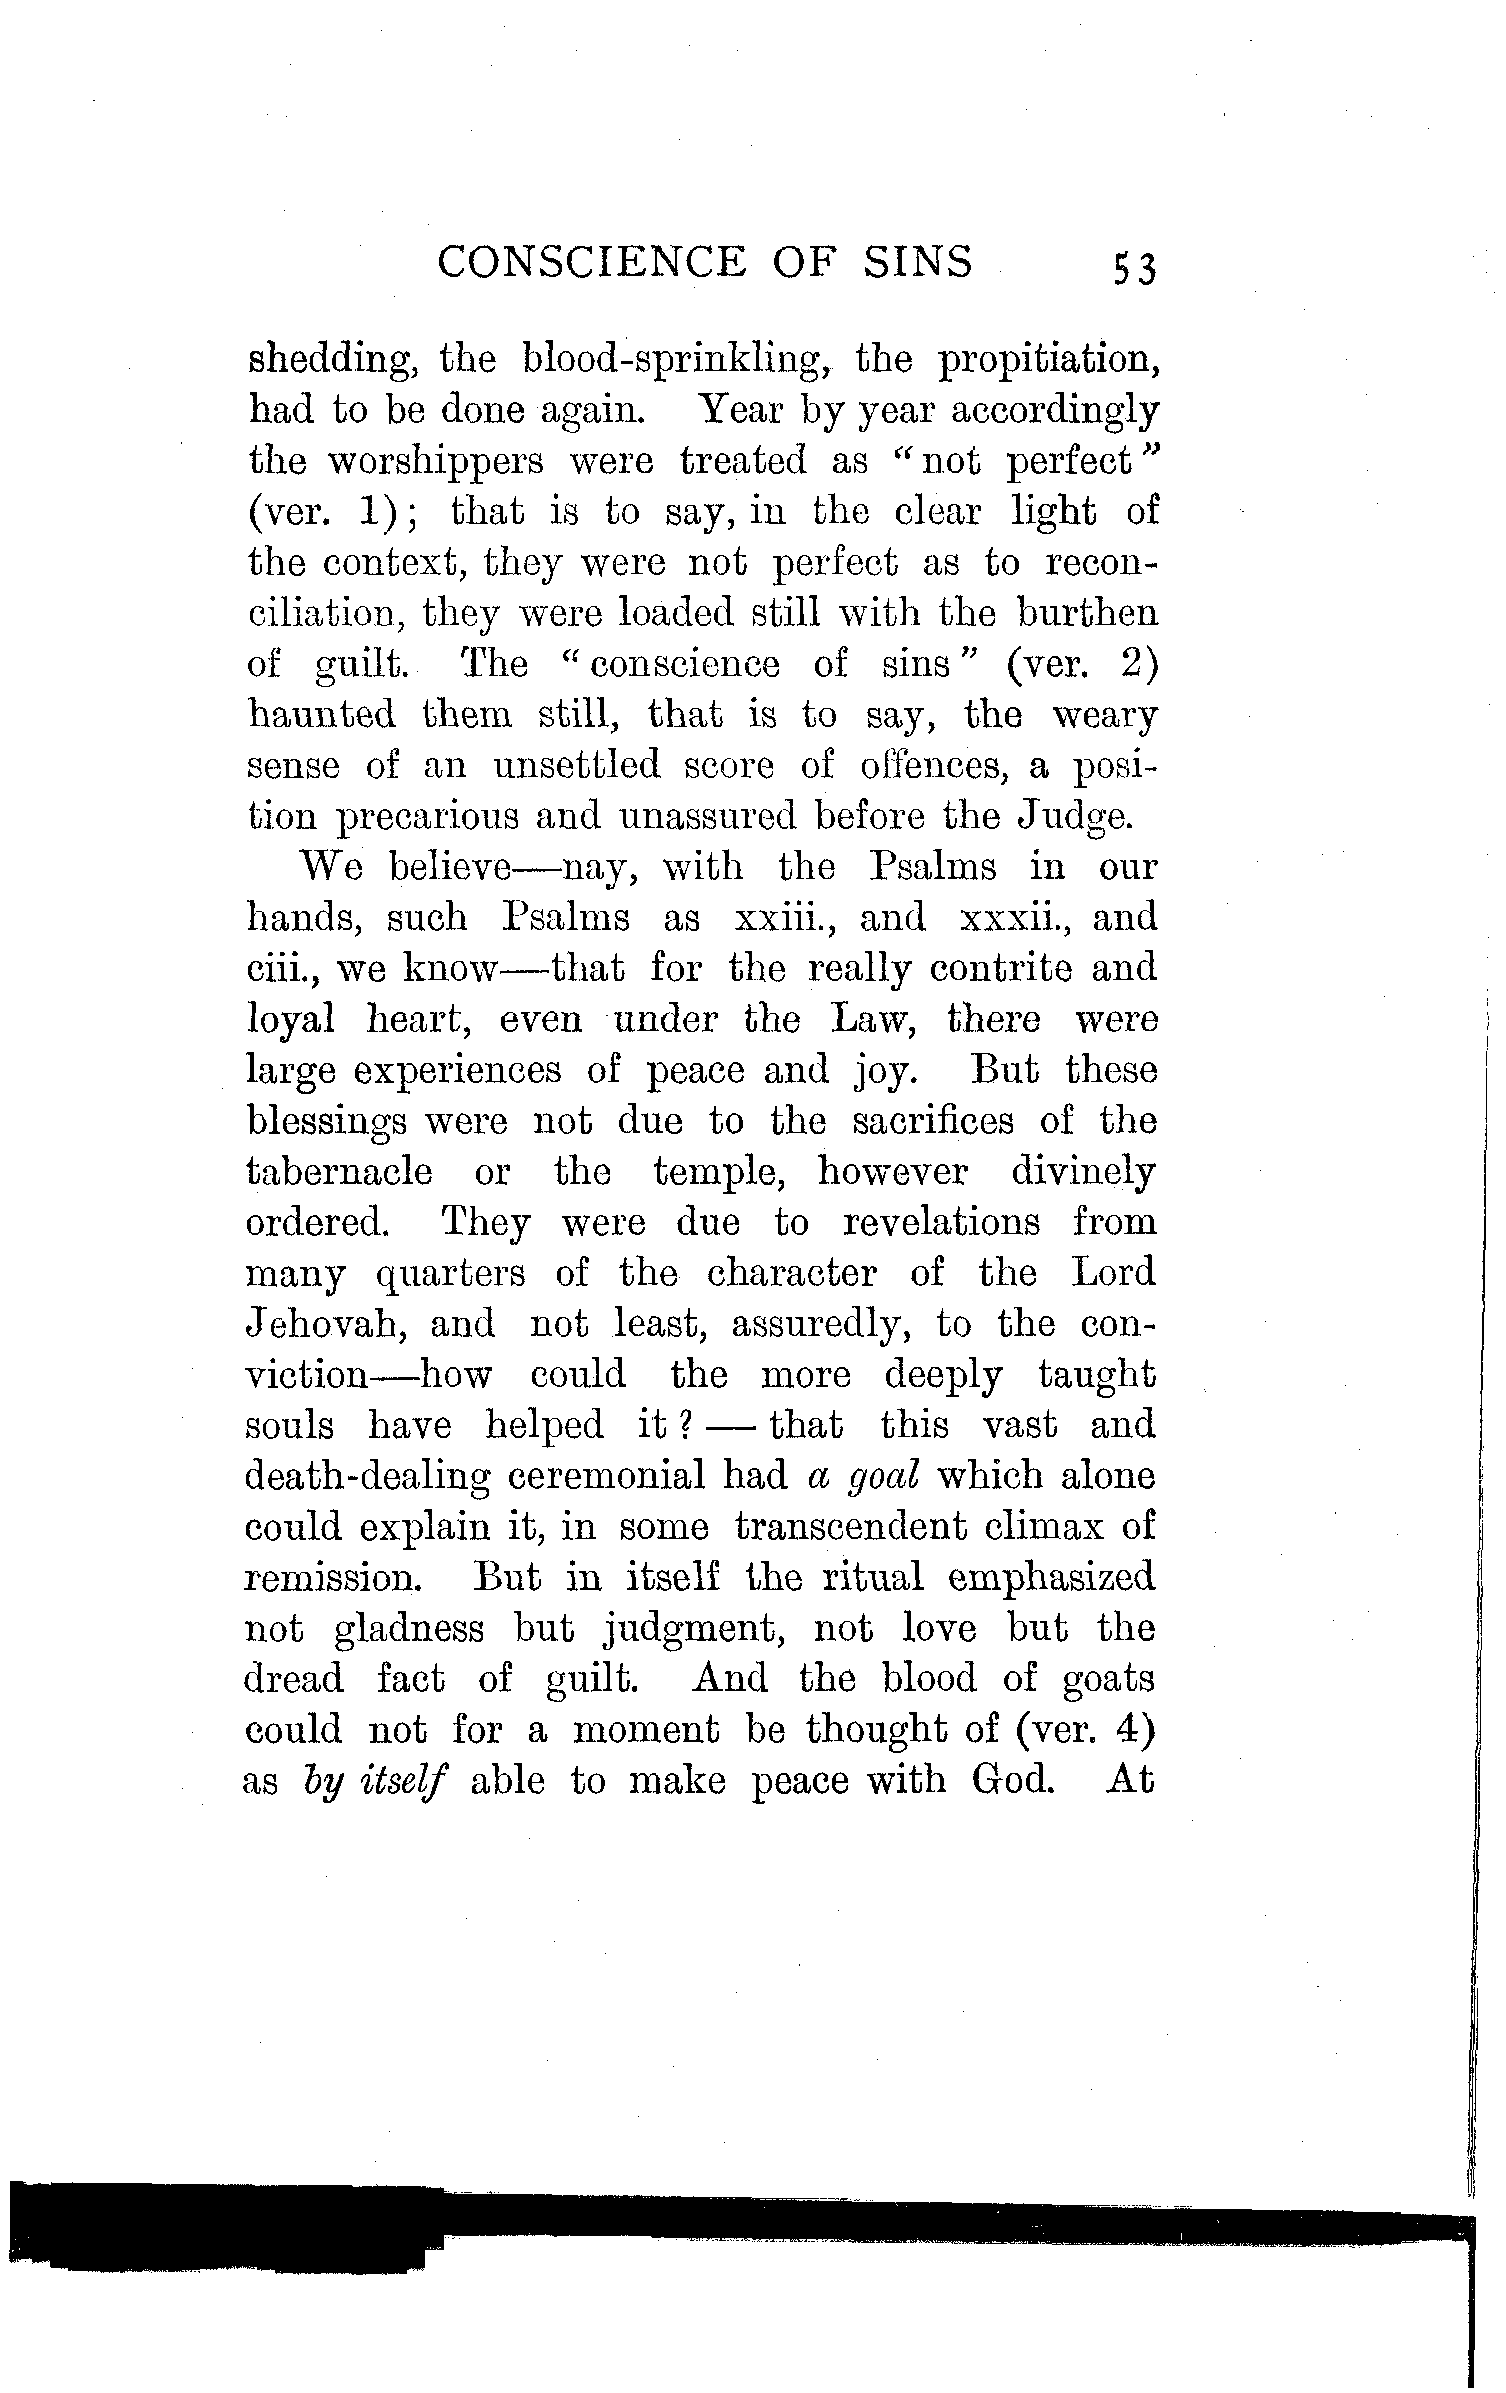 CONSCIENCE OF SINS 53
shedding, the blood-sprinkling, the propitiation,
had to be done again. Year by year accordingly
the worshippers were treated as “not perfect”
(ver. 1); that is to say, in the clear light of
the context, they were not perfect as to recon-
ciliation, they were loaded still with the burthen
of guilt. The “conscience of sins” (ver. 2)
haunted them still, that is to say, the weary
sense of an unsettled score of offences, a posi-
tion precarious and unassured before the Judge.
We believe—nay, with the Psalms in our
hands, such Psalms as xxiii., and xxxii., and
ciii., we know—that for the really contrite and
loyal heart, even under the Law, there were
large experiences of peace and joy. But these
blessings were not due to the sacrifices of the
tabernacle or the temple, however divinely
ordered. They were due to revelations from
many quarters of the character of the Lord
Jehovah, and not least, assuredly, to the con-
viction—how could the more deeply taught
souls have helped it?—that this vast and
death-dealing ceremonial had a goal which alone
could explain it, in some transcendent climax of
remission. But in itself the ritual emphasized
not gladness but judgment, not love but the
dread fact of guilt. And the blood of goats
could not for a moment be thought of (ver. 4)
as by itself able to make peace with God. At